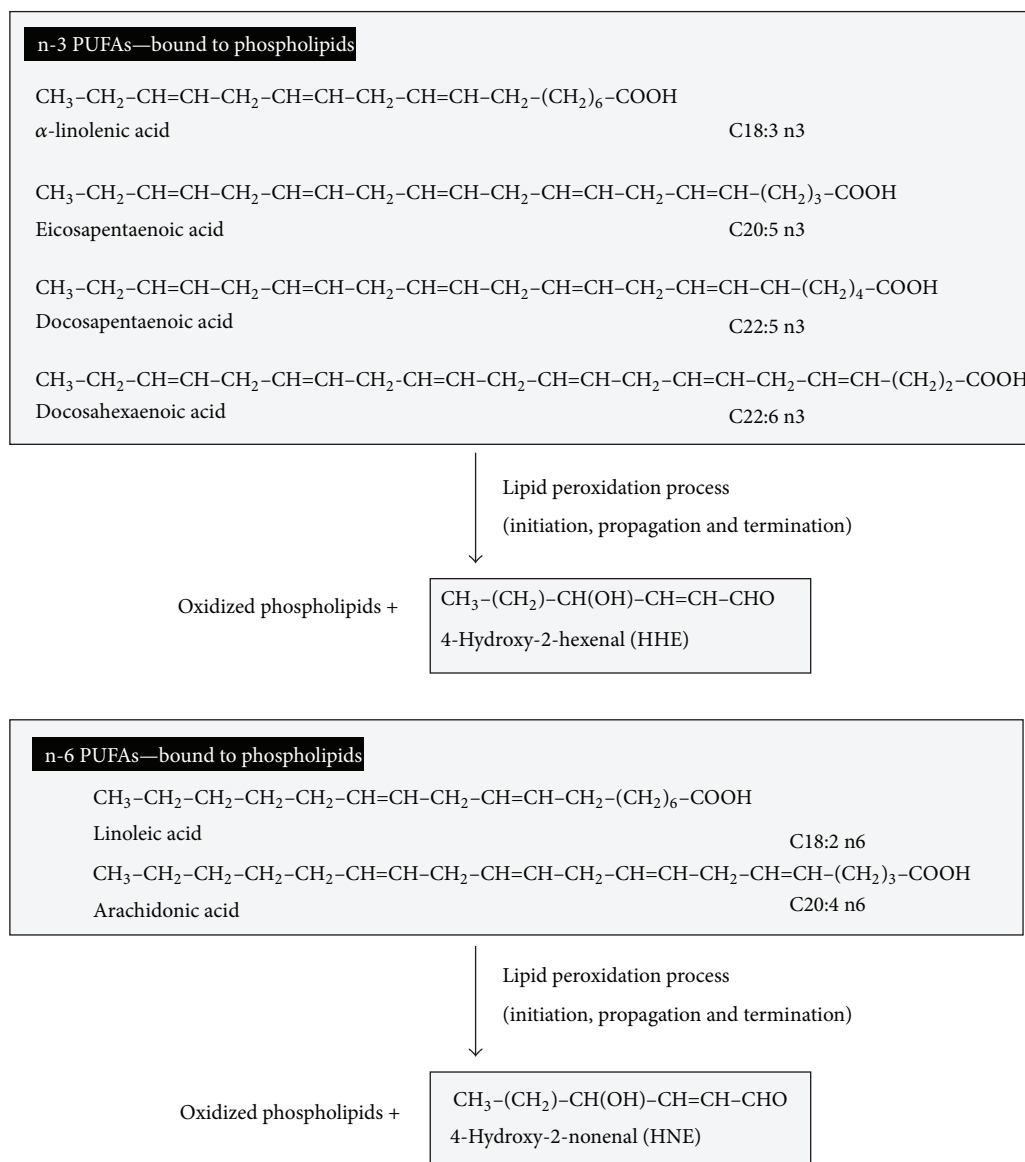 n-3 PUFAs—bound to phospholipids
CH₃–CH₂–CH=CH–CH₂–CH=CH–CH₂–CH=CH–CH₂–(CH₂)₆–COOH
α-linolenic acid C18:3 n3
CH₃–CH₂–CH=CH–CH₂–CH=CH–CH₂–CH=CH–CH₂–CH=CH–CH₂–CH=CH–(CH₂)₃–COOH
Eicosapentaenoic acid C20:5 n3
CH₃–CH₂–CH=CH–CH₂–CH=CH–CH₂–CH=CH–CH₂–CH=CH–CH₂–CH=CH–CH–(CH₂)₄–COOH
Docosapentaenoic acid C22:5 n3
CH₃–CH₂–CH=CH–CH₂–CH=CH–CH₂-CH=CH–CH₂–CH=CH–CH₂–CH=CH–CH₂–CH=CH–(CH₂)₂–COOH
Docosahexaenoic acid C22:6 n3
Lipid peroxidation process
(initiation, propagation and termination)
Oxidized phospholipids +
CH₃–(CH₂)–CH(OH)–CH=CH–CHO
4-Hydroxy-2-hexenal (HHE)
n-6 PUFAs—bound to phospholipids
CH₃–CH₂–CH₂–CH₂–CH₂–CH=CH–CH₂–CH=CH–CH₂–(CH₂)₆–COOH
Linoleic acid C18:2 n6
CH₃–CH₂–CH₂–CH₂–CH₂–CH=CH–CH₂–CH=CH–CH₂–CH=CH–CH₂–CH=CH–(CH₂)₃–COOH
Arachidonic acid C20:4 n6
Lipid peroxidation process
(initiation, propagation and termination)
Oxidized phospholipids +
CH₃–(CH₂)–CH(OH)–CH=CH–CHO
4-Hydroxy-2-nonenal (HNE)